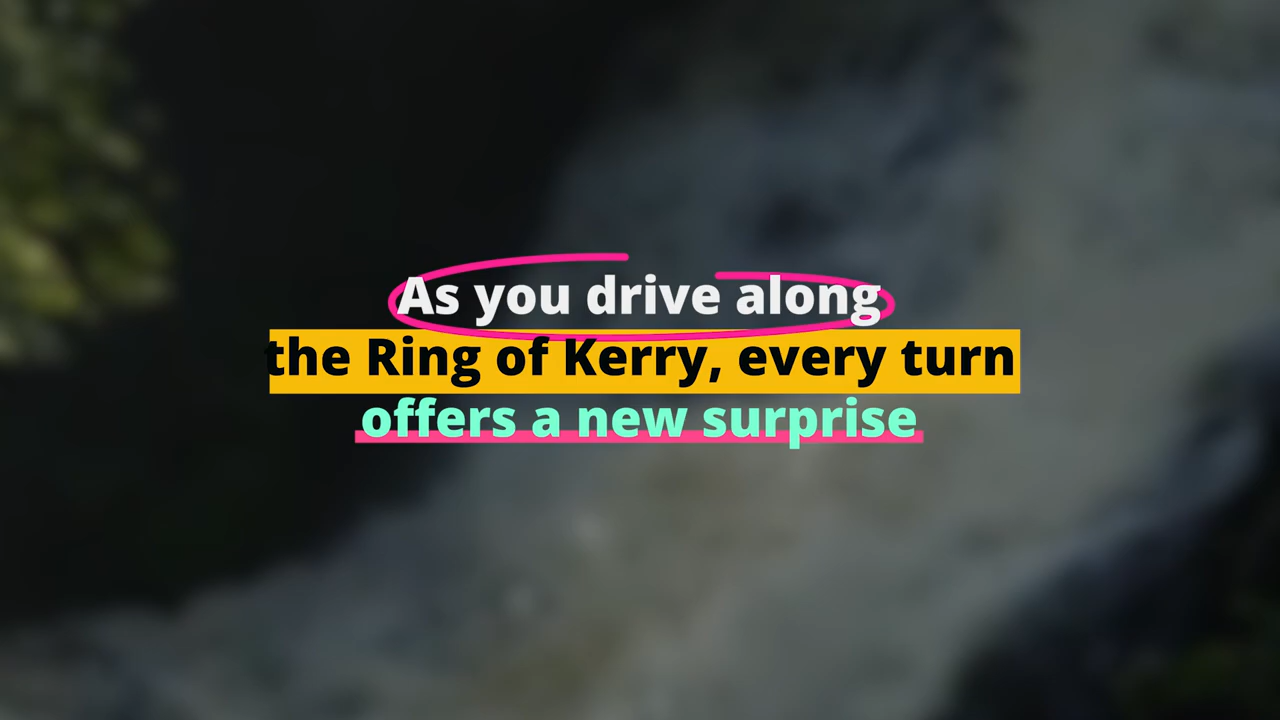 As you drive along
the Ring of Kerry, every turn
offers a new surprise